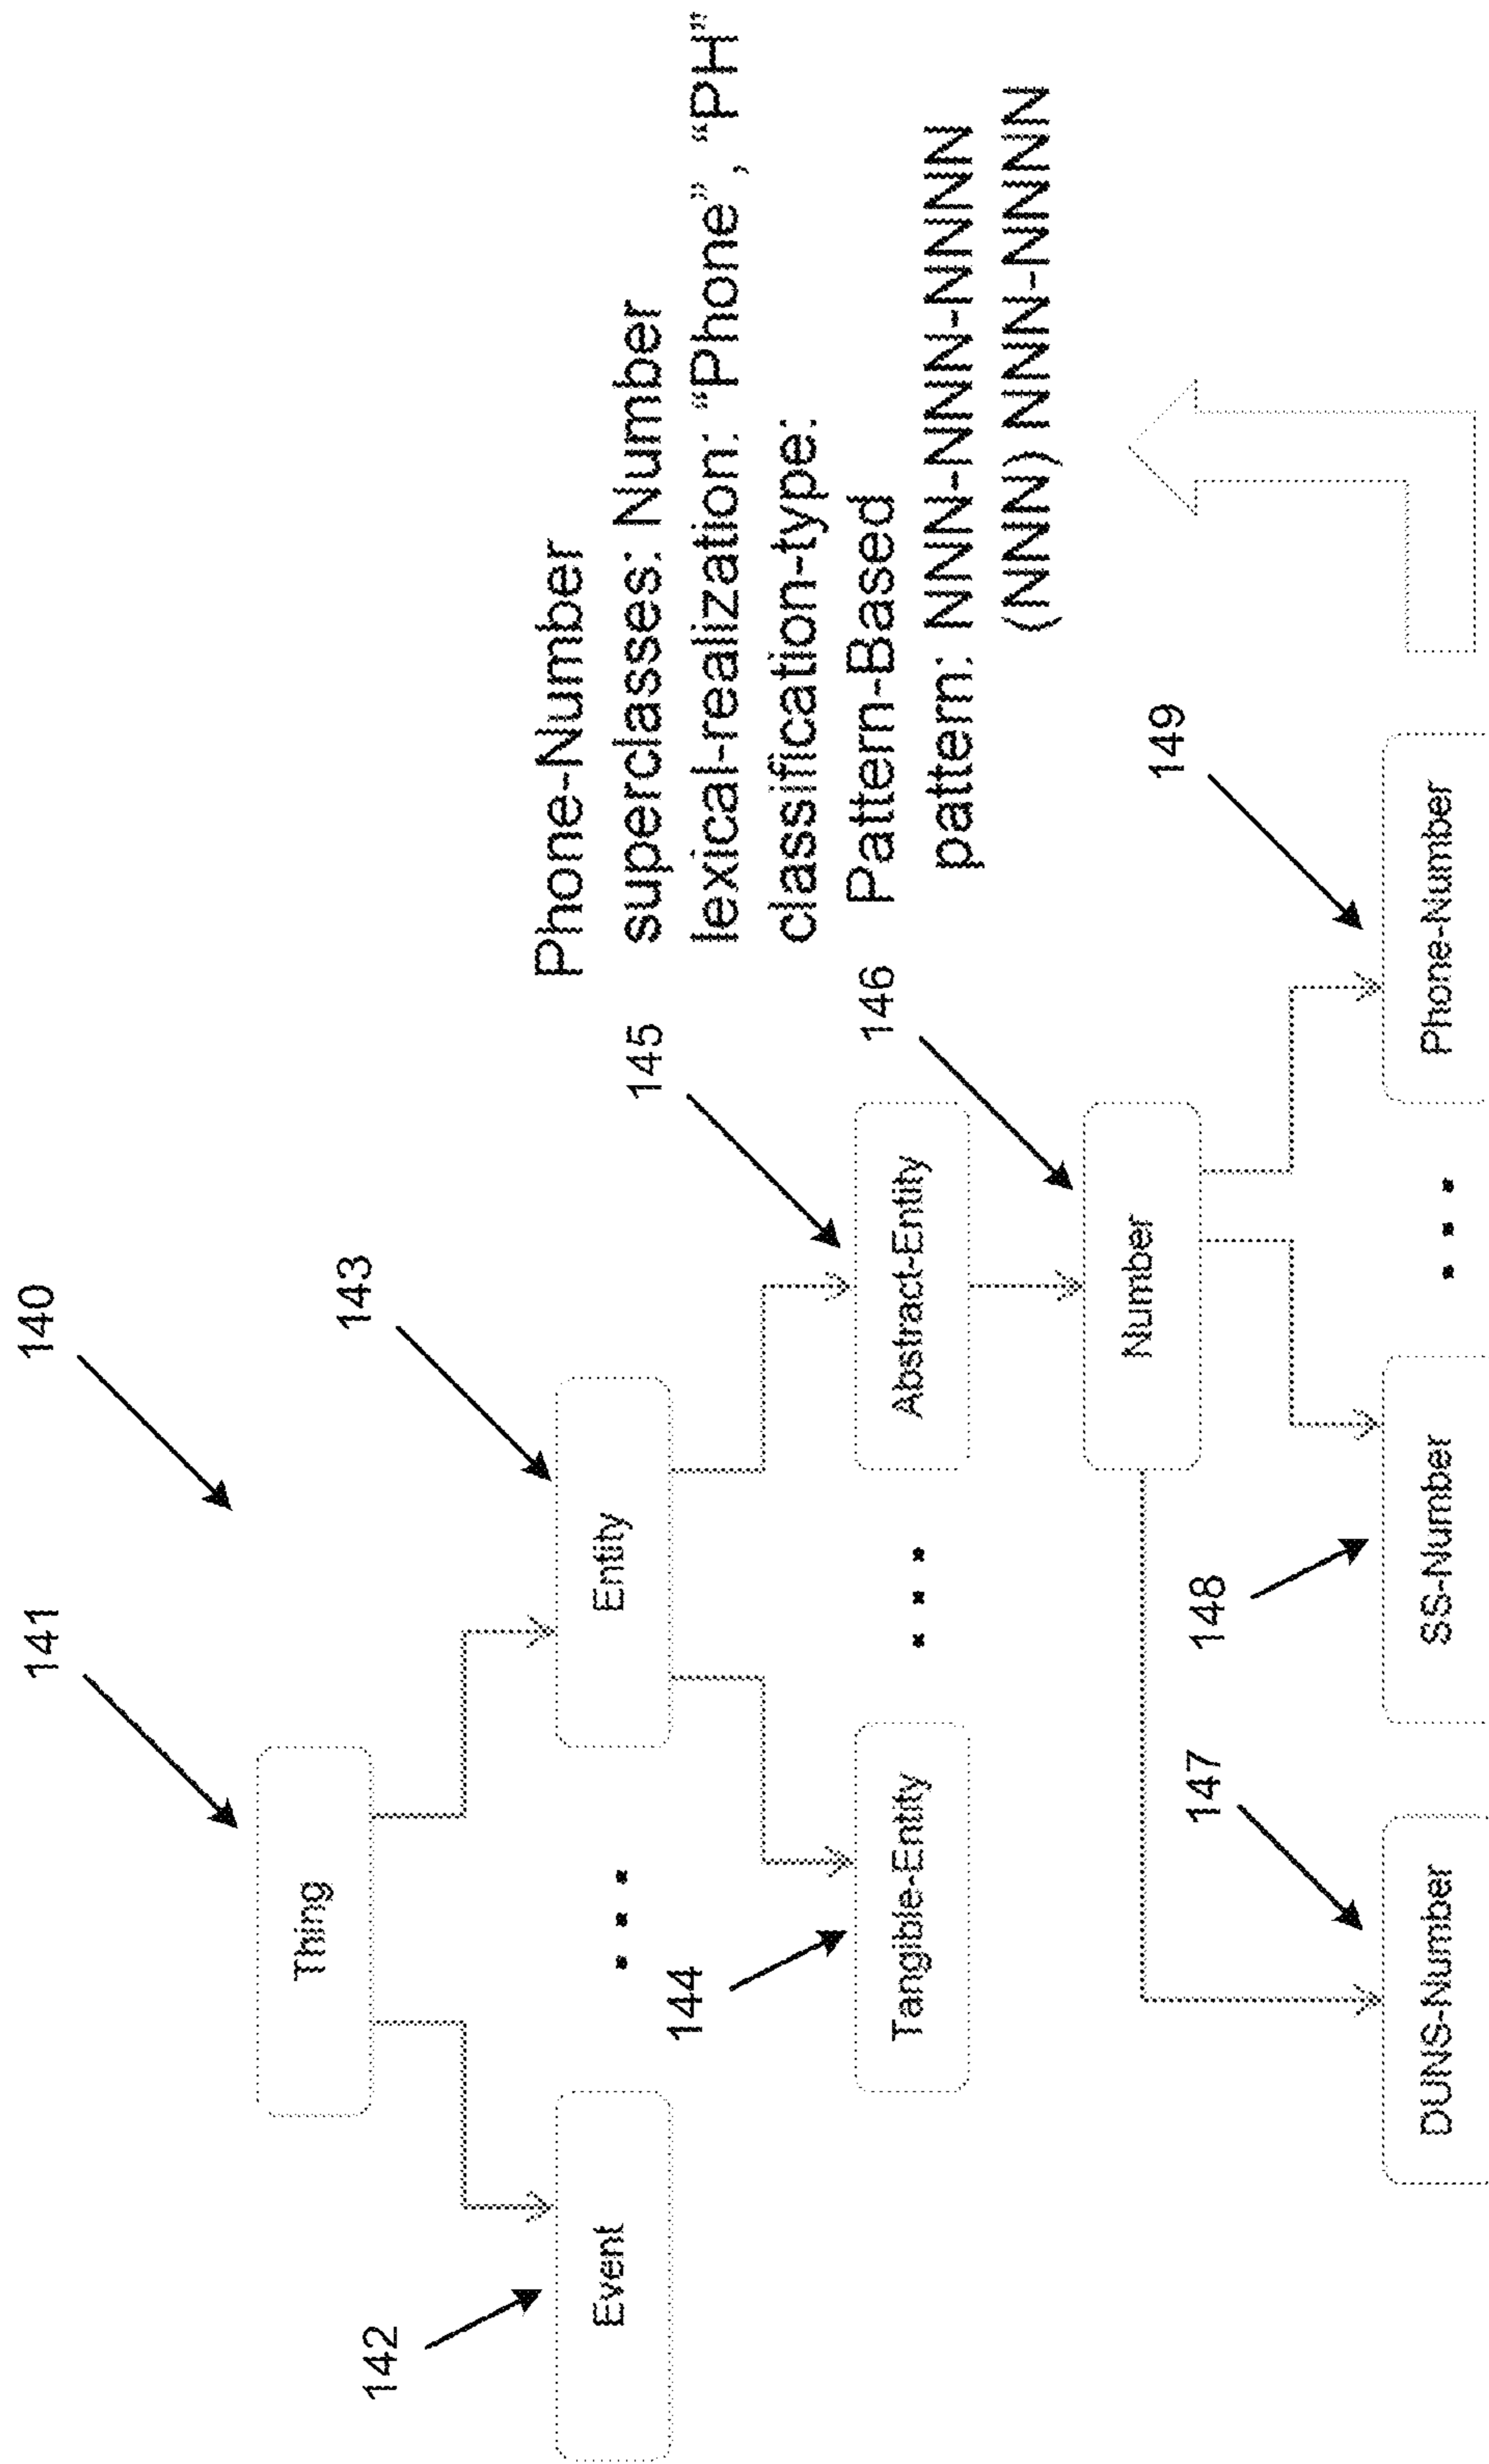 140
141
Thing
143
142
Event
Entity
Phone-Number
superclasses: Number
lexical-realization: “Phone”, “PH”
classification-type:
Pattern-Based
pattern: NNN-NNN-NNNN
(NNN) NNN-NNNN
144
145
Tangible-Entity
Abstract-Entity
146
Number
147
148
149
DUNS-Number
SS-Number
Phone-Number